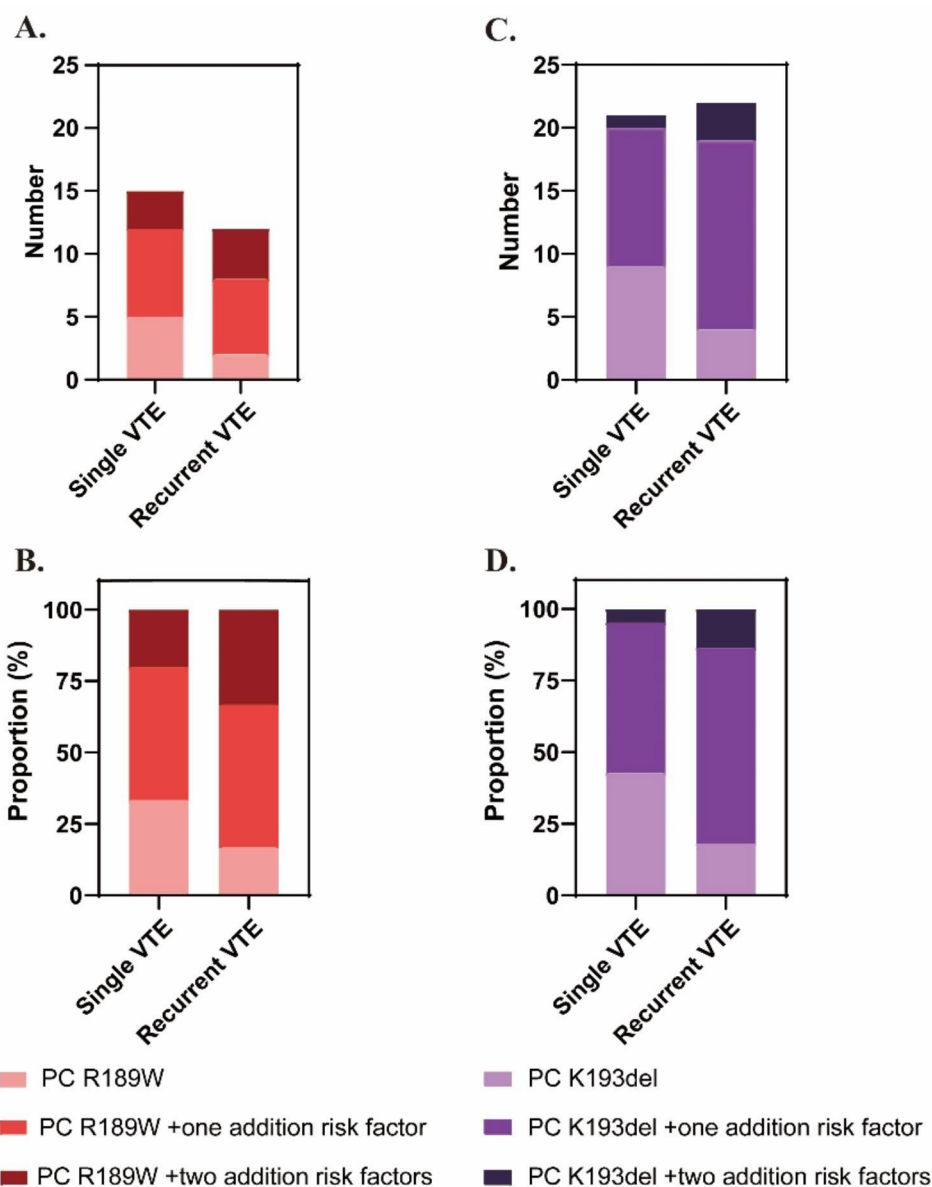 A.
Number
25
20
15
10
5
0
Single VTE
Recurrent VTE
C.
Number
25
20
15
10
5
0
Single VTE
Recurrent VTE
B.
Proportion (%)
100
75
50
25
0
Single VTE
Recurrent VTE
D.
Proportion (%)
100
75
50
25
0
Single VTE
Recurrent VTE
PC R189W
PC R189W +one addition risk factor
PC R189W +two addition risk factors
PC K193del
PC K193del +one addition risk factor
PC K193del +two addition risk factors